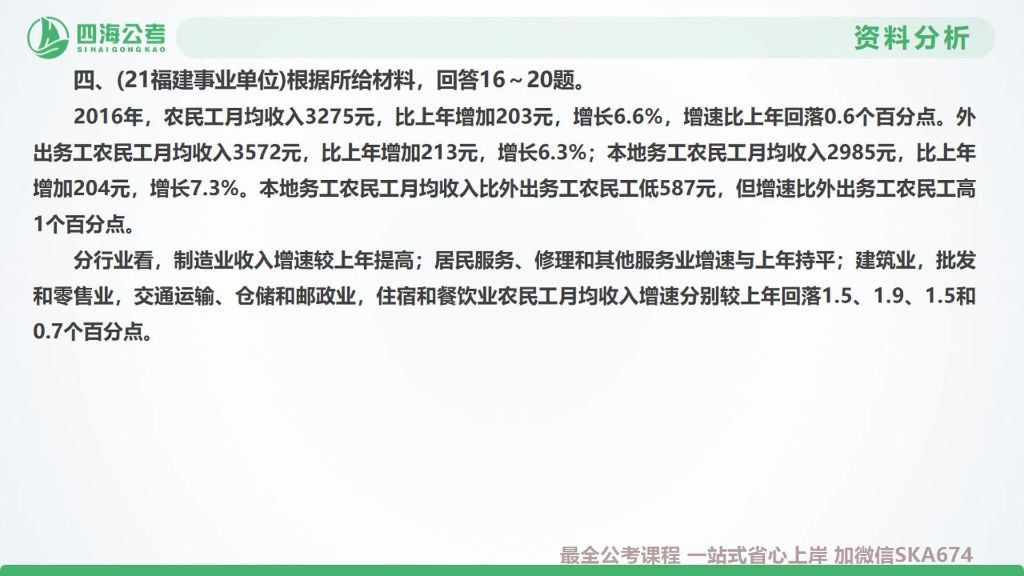 四海公考
SIHAIGONGKAO
资料分析
四、(21福建事业单位)根据所给材料，回答16～20题。
2016年，农民工月均收入3275元，比上年增加203元，增长6.6%，增速比上年回落0.6个百分点。外
出务工农民工月均收入3572元，比上年增加213元，增长6.3%；本地务工农民工月均收入2985元，比上年
增加204元，增长7.3%。本地务工农民工月均收入比外出务工农民工低587元，但增速比外出务工农民工高
1个百分点。
分行业看，制造业收入增速较上年提高；居民服务、修理和其他服务业增速与上年持平；建筑业，批发
和零售业，交通运输、仓储和邮政业，住宿和餐饮业农民工月均收入增速分别较上年回落1.5、1.9、1.5和
0.7个百分点。
最全公考课程 一站式省心上岸 加微信SKA674